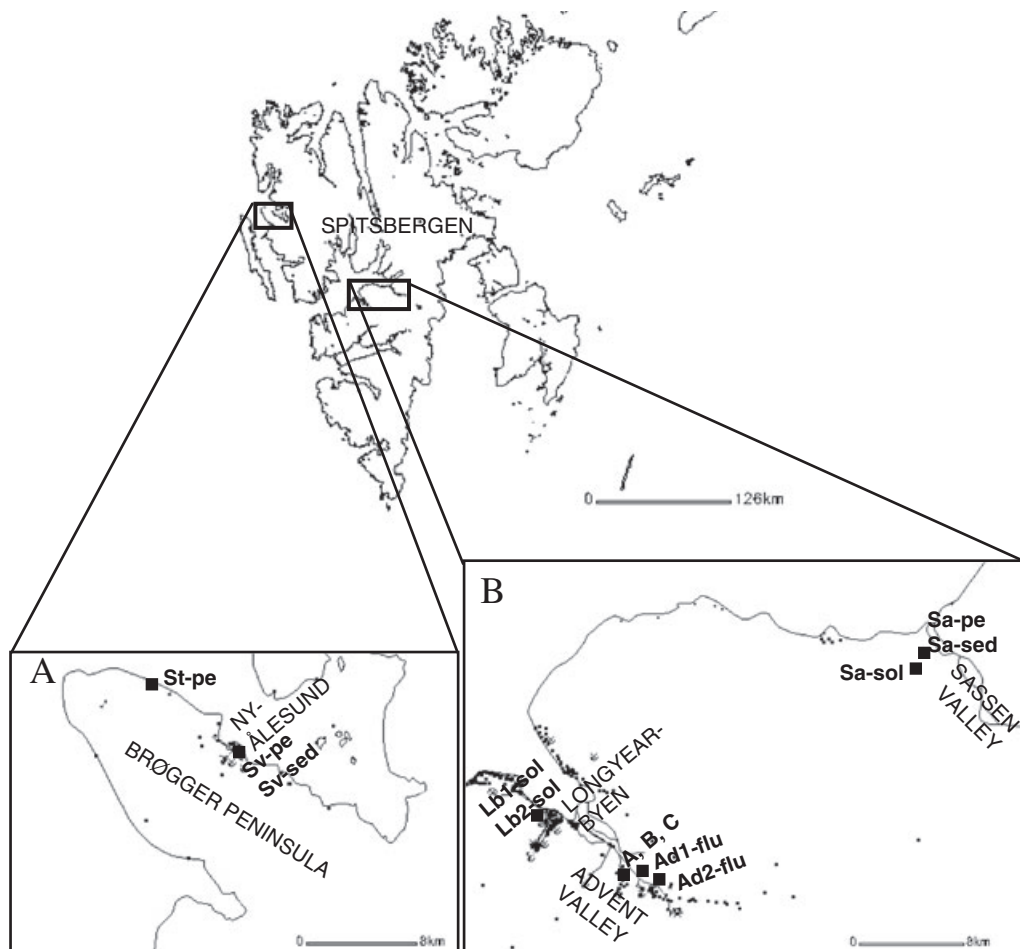 SPITSBERGEN
0 126km
A
St-pe
NY-
ÅLESUND
Sv-pe
Sv-sed
BRØGGER PENINSULA
0 8km
B
Sa-pe
Sa-sed
Sa-sol
SASSEN
VALLEY
LONGYEAR-
BYEN
Lb1-sol
Lb2-sol
A, B, C
Ad1-flu
Ad2-flu
ADVENT
VALLEY
0 8km